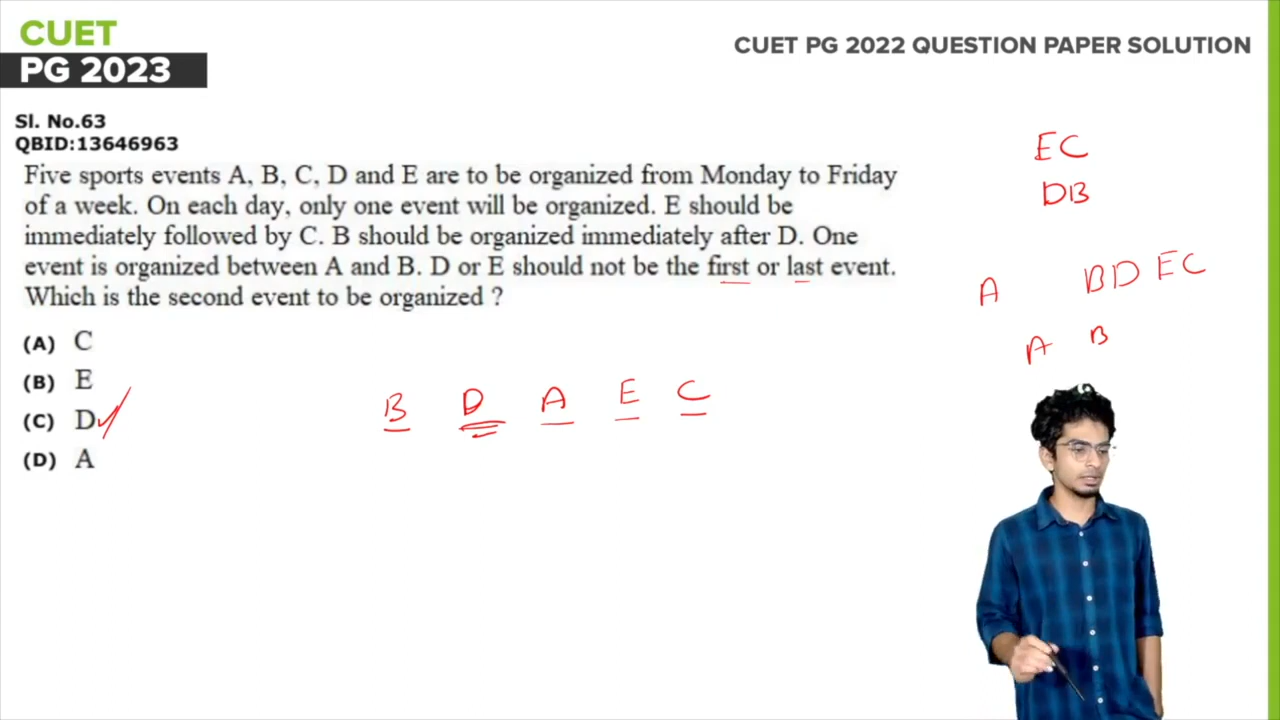 CUET
PG 2023
CUET PG 2022 QUESTION PAPER SOLUTION
Sl. No.63
QBID:13646963
Five sports events A, B, C, D and E are to be organized from Monday to Friday
of a week. On each day, only one event will be organized. E should be
immediately followed by C. B should be organized immediately after D. One
event is organized between A and B. D or E should not be the first or last event.
Which is the second event to be organized ?
(A) C
(B) E
(C) D
(D) A
EC
DB
A BD EC
A B
B D A E C